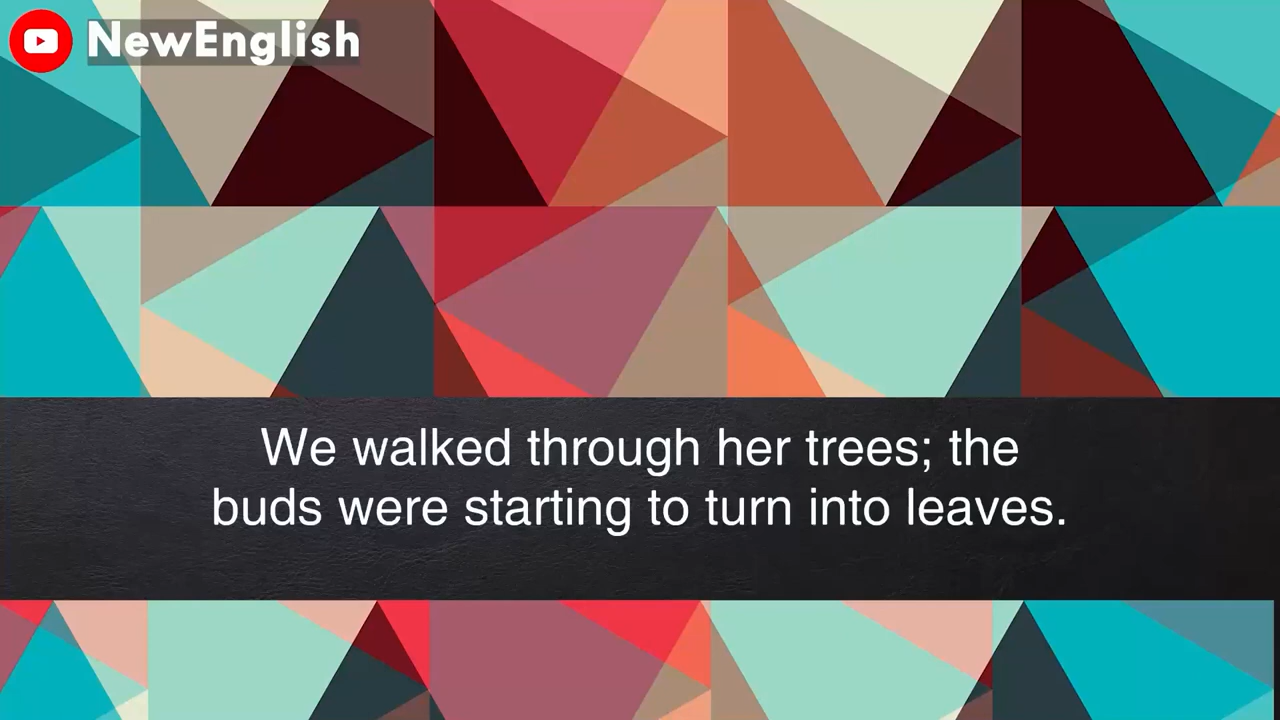 NewEnglish
We walked through her trees; the
buds were starting to turn into leaves.